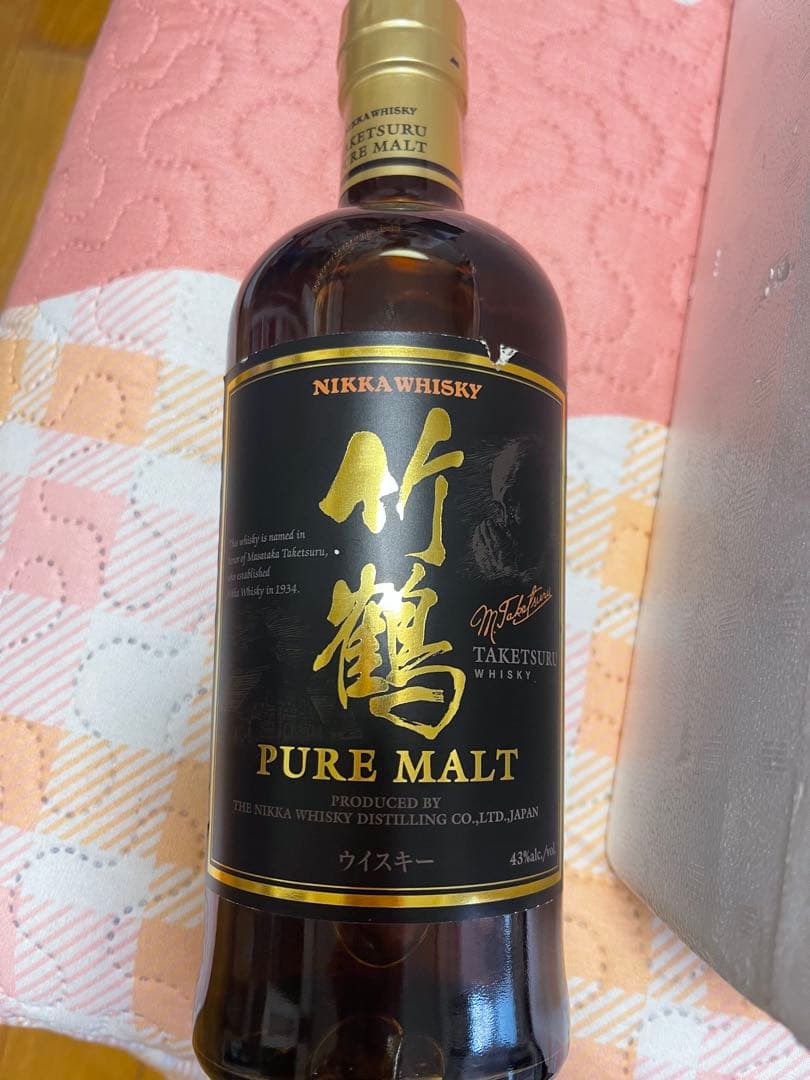 NIKKA WHISKY
TAKETSURU
PURE MALT
NIKKA WHISKY
竹鶴
This whisky is named in
honor of Masataka Taketsuru,
who established
Nikka Whisky in 1934.
M. Taketsuru
TAKETSURU
WHISKY
PURE MALT
PRODUCED BY
THE NIKKA WHISKY DISTILLING CO.,LTD.,JAPAN
ウイスキー
43%alc./vol.